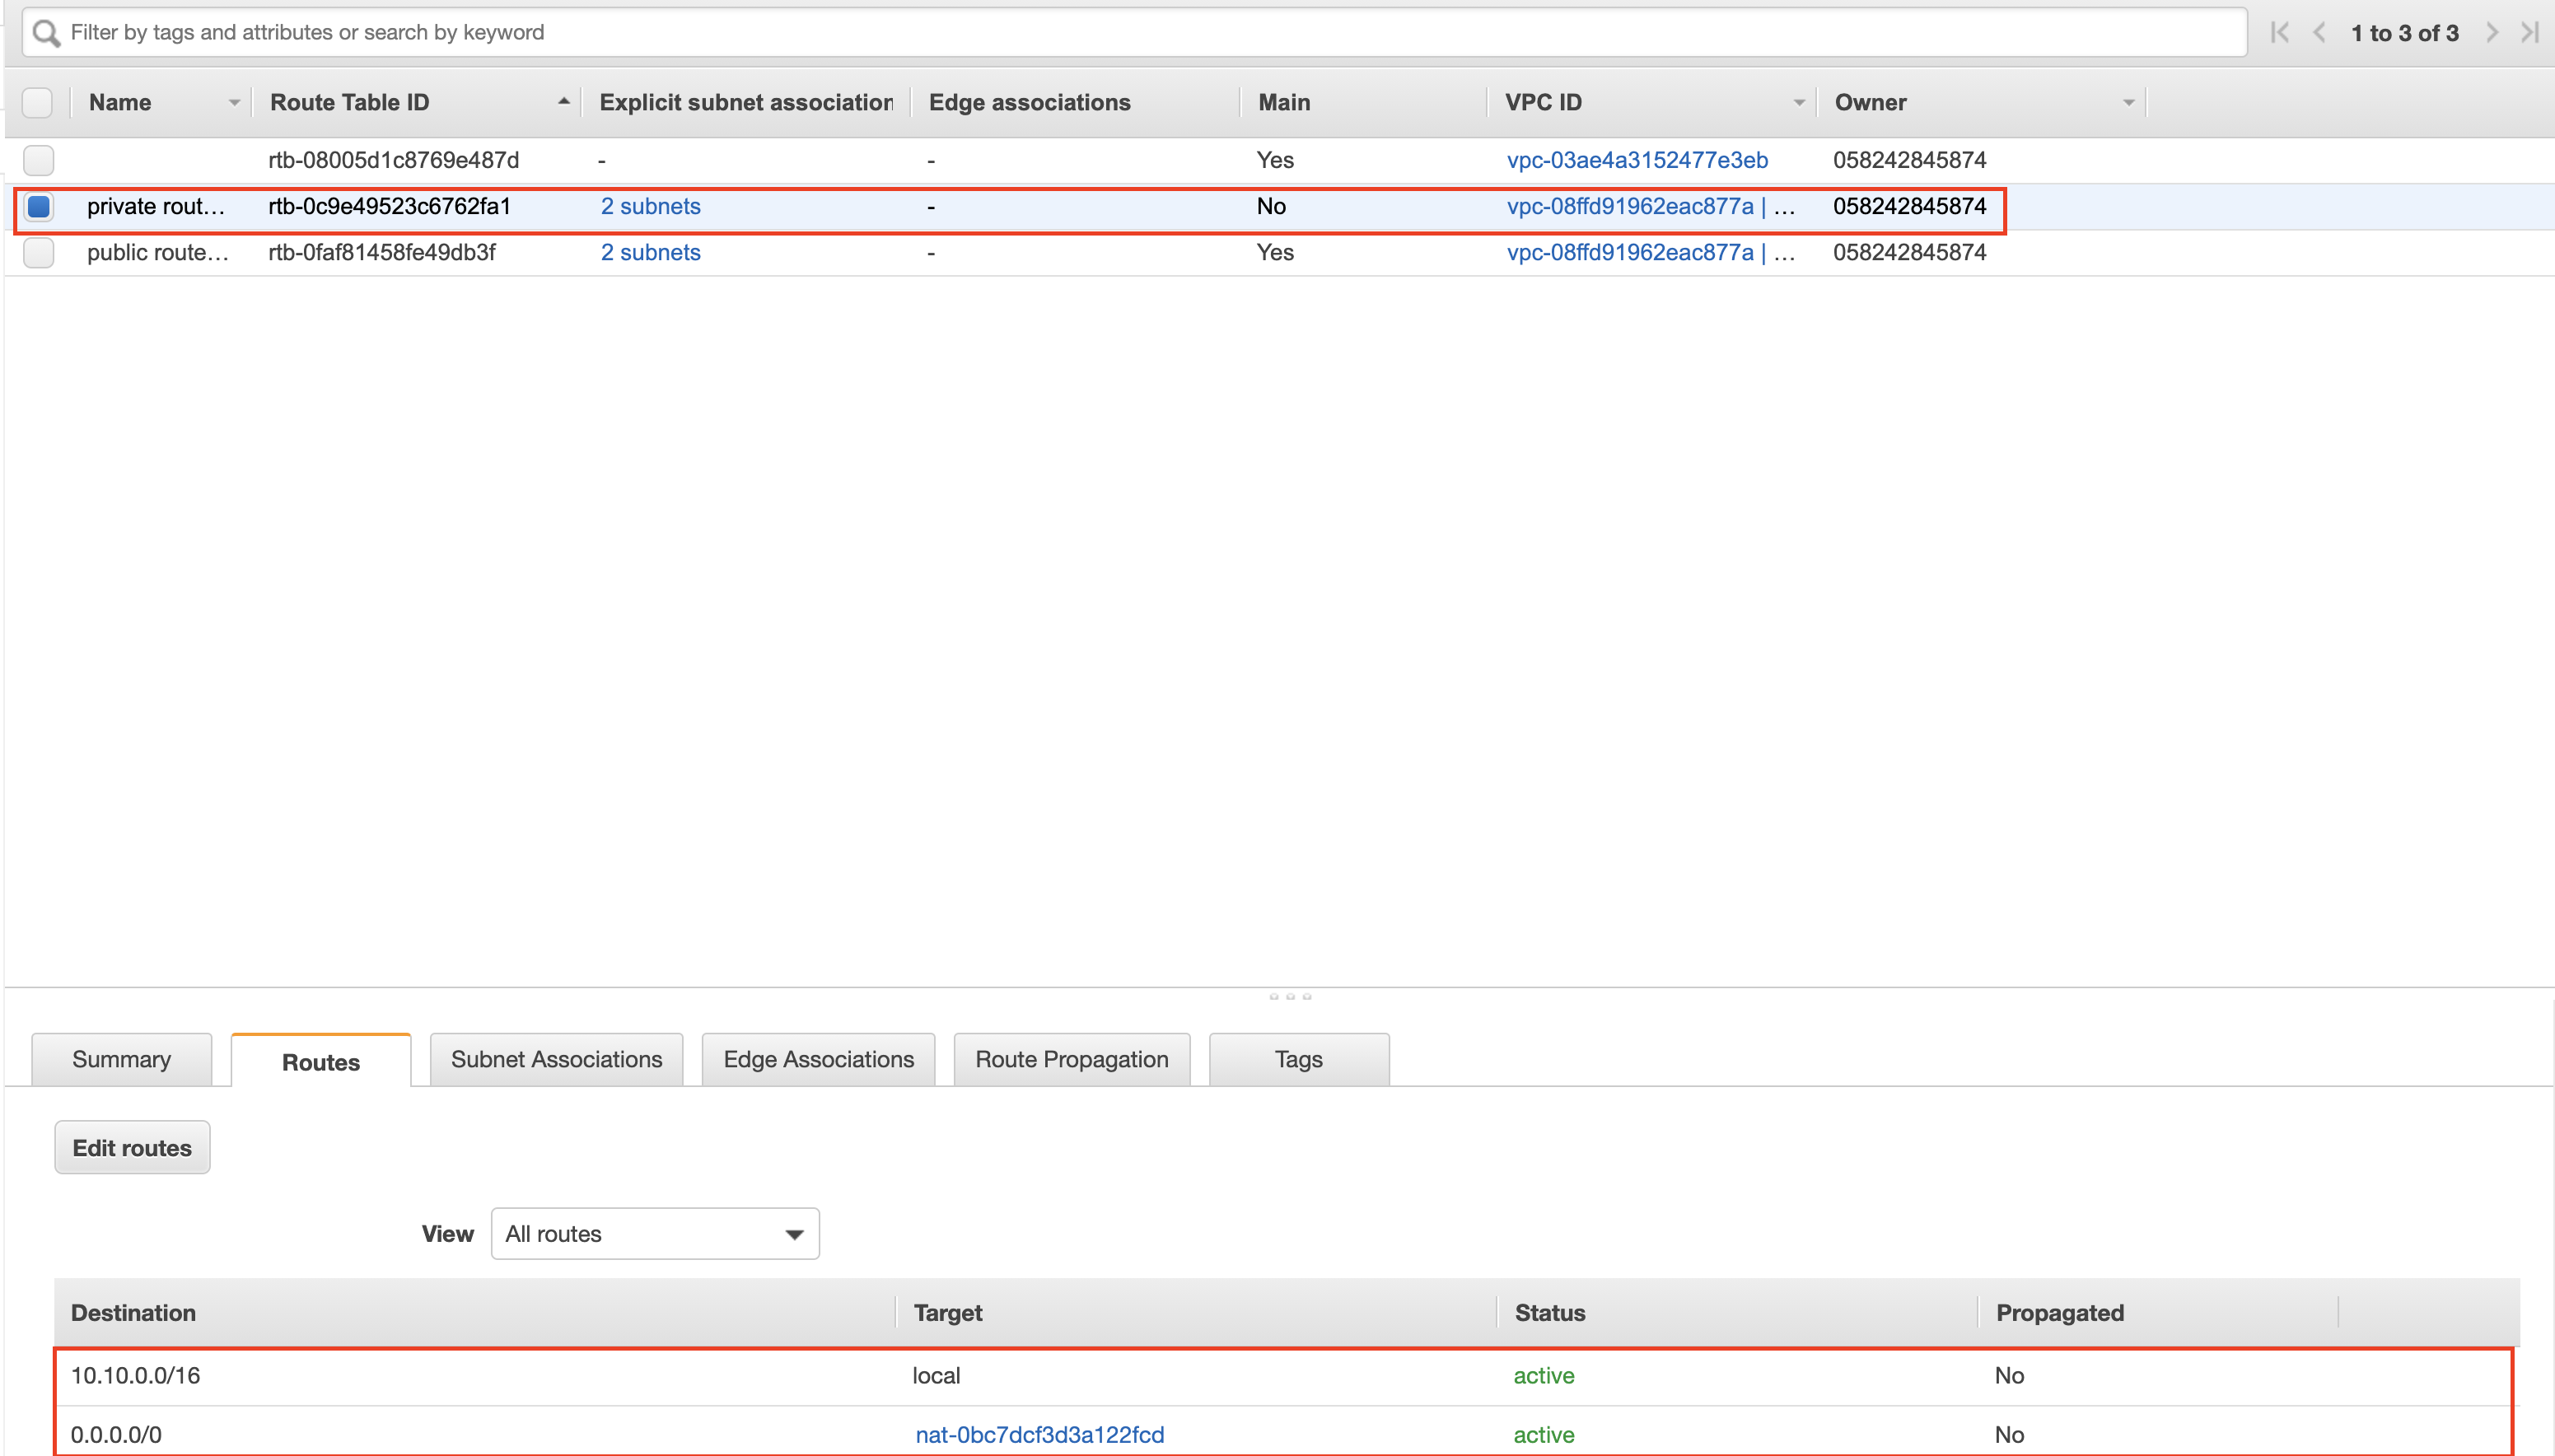 Filter by tags and attributes or search by keyword 1 to 3 of 3
Name Route Table ID Explicit subnet association Edge associations Main VPC ID Owner
rtb-08005d1c8769e487d - - Yes vpc-03ae4a3152477e3eb 058242845874
private rout... rtb-0c9e49523c6762fa1 2 subnets - No vpc-08ffd91962eac877a | ... 058242845874
public route... rtb-0faf81458fe49db3f 2 subnets - Yes vpc-08ffd91962eac877a | ... 058242845874
Summary Routes Subnet Associations Edge Associations Route Propagation Tags
Edit routes
View All routes
Destination Target Status Propagated
10.10.0.0/16 local active No
0.0.0.0/0 nat-0bc7dcf3d3a122fcd active No